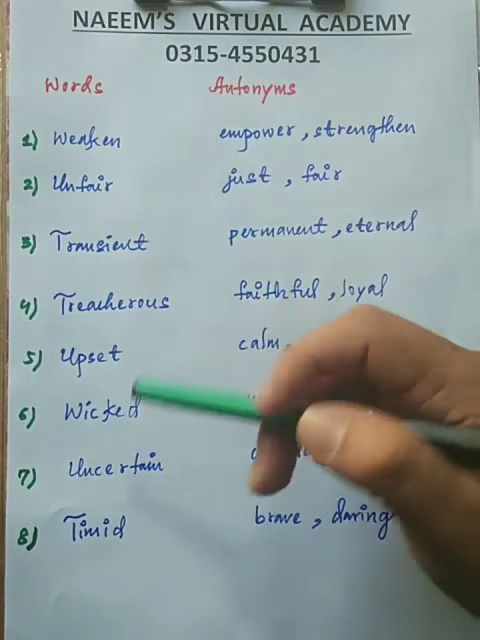 NAEEM'S VIRTUAL ACADEMY
0315-4550431
Words Antonyms
1) Weaken empower, strengthen
2) Unfair just, fair
3) Transient permanent, eternal
4) Treacherous faithful, loyal
5) Upset calm,
6) Wicked
7) Uncertain
8) Timid brave, daring